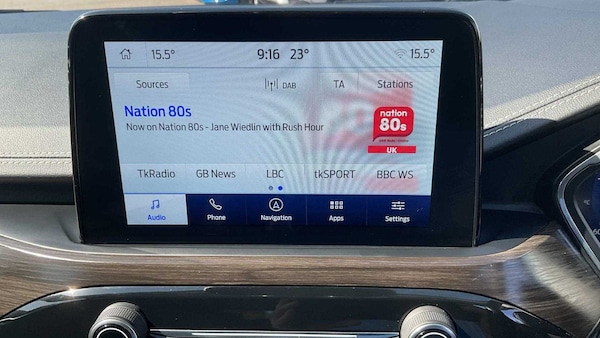 15.5° 9:16 23° 15.5°
Sources DAB TA Stations
Nation 80s
Now on Nation 80s - Jane Wiedlin with Rush Hour
nation
80s
UK
TkRadio GB News LBC tkSPORT BBC WS
Audio Phone Navigation Apps Settings
°C
60